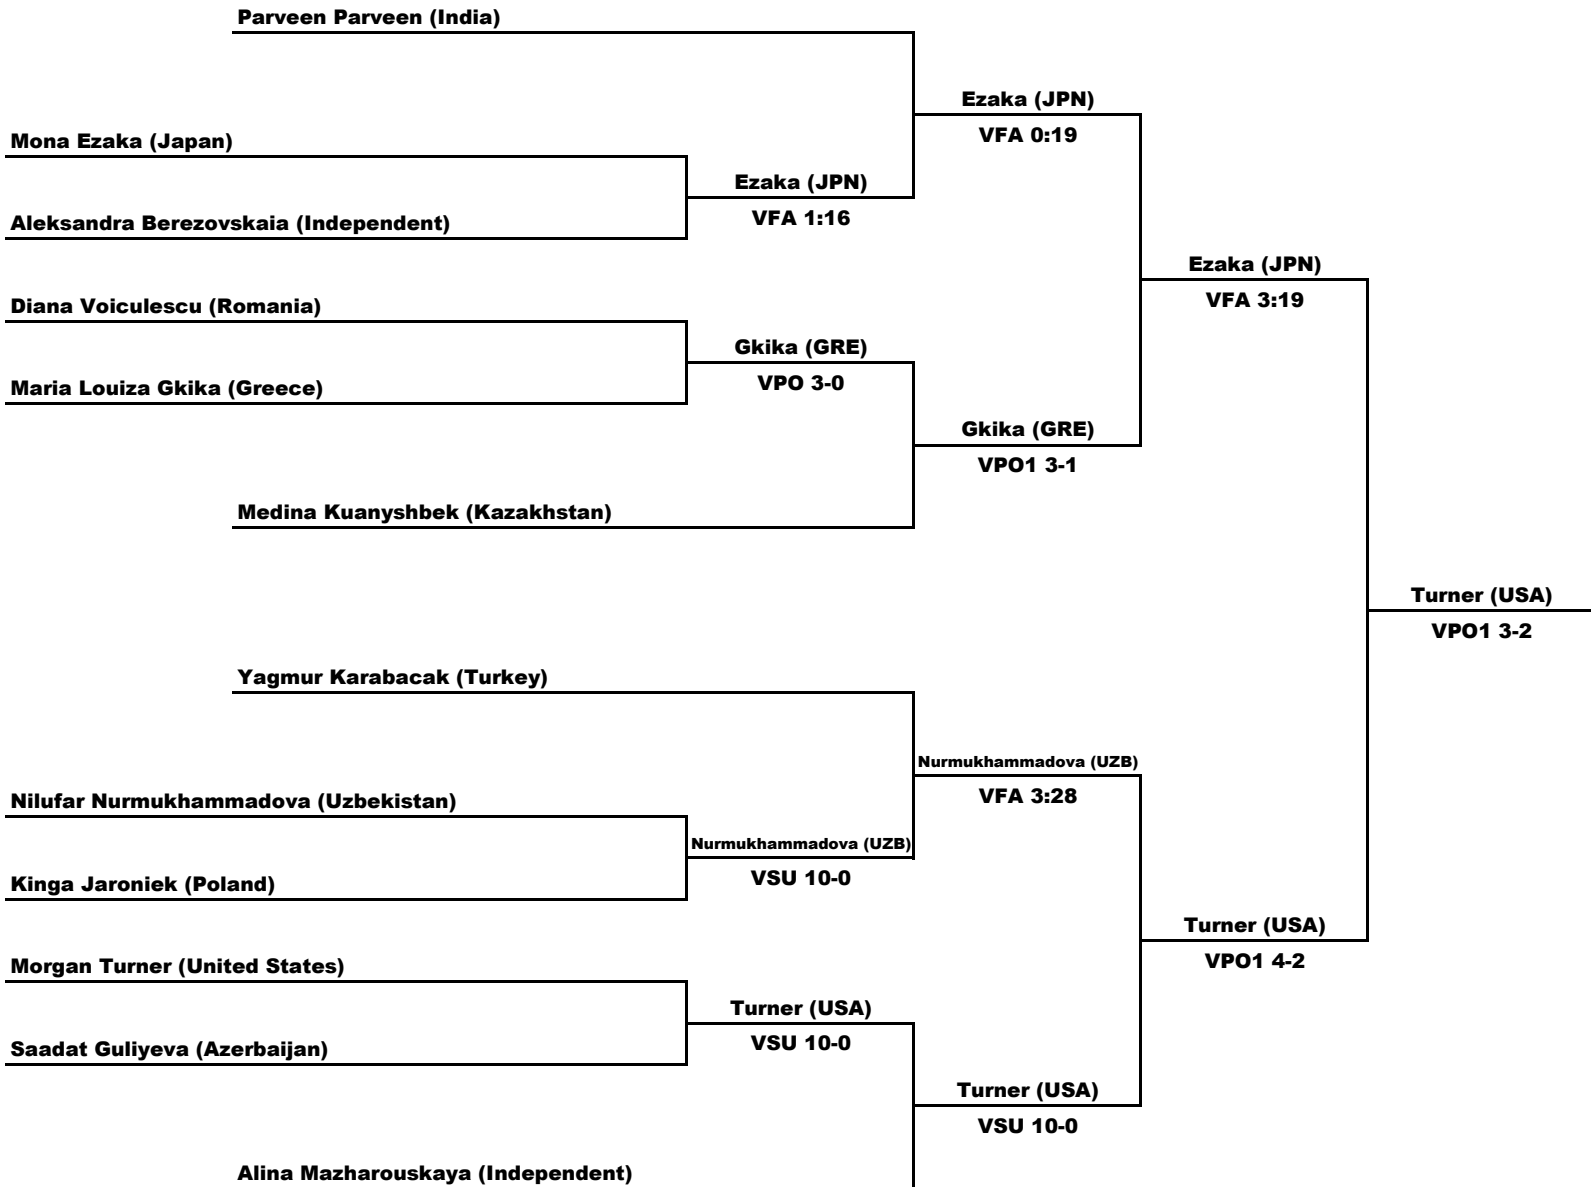 Parveen Parveen (India)
Ezaka (JPN)
VFA 0:19
Mona Ezaka (Japan)
Ezaka (JPN)
VFA 1:16
Aleksandra Berezovskaia (Independent)
Ezaka (JPN)
VFA 3:19
Diana Voiculescu (Romania)
Gkika (GRE)
VPO 3-0
Maria Louiza Gkika (Greece)
Gkika (GRE)
VPO1 3-1
Medina Kuanyshbek (Kazakhstan)
Turner (USA)
VPO1 3-2
Yagmur Karabacak (Turkey)
Nurmukhammadova (UZB)
VFA 3:28
Nilufar Nurmukhammadova (Uzbekistan)
Nurmukhammadova (UZB)
VSU 10-0
Kinga Jaroniek (Poland)
Turner (USA)
VPO1 4-2
Morgan Turner (United States)
Turner (USA)
VSU 10-0
Saadat Guliyeva (Azerbaijan)
Turner (USA)
VSU 10-0
Alina Mazharouskaya (Independent)